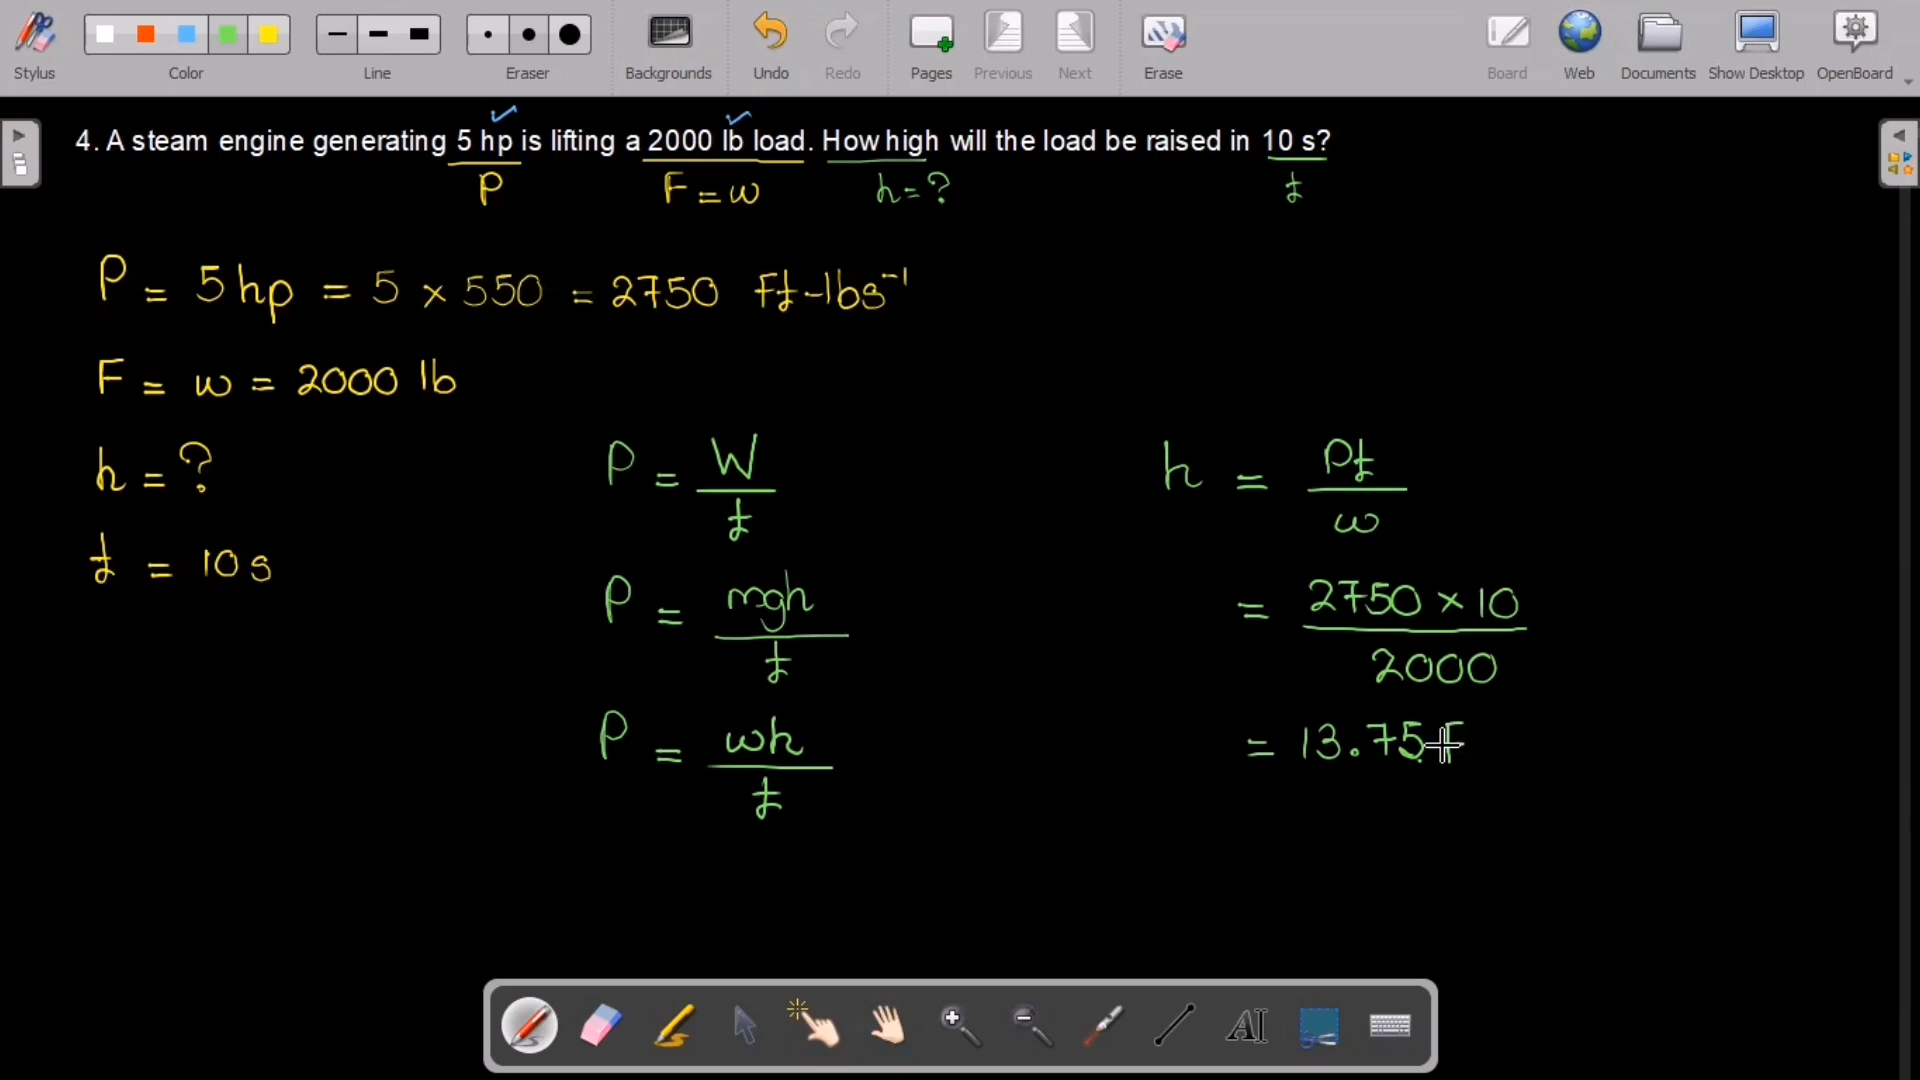 Stylus Color Line Eraser Backgrounds Undo Redo Pages Previous Next Erase Board Web Documents Show Desktop OpenBoard
4. A steam engine generating 5 hp is lifting a 2000 lb load. How high will the load be raised in 10 s?
P F = w h = ? t
P = 5 hp = 5 × 550 = 2750 Ft-lbs⁻¹
F = w = 2000 lb
h = ?
t = 10 s
P = W / t
P = mgh / t
P = wh / t
h = Pt / w
= 2750 × 10 / 2000
= 13.75 F
AI